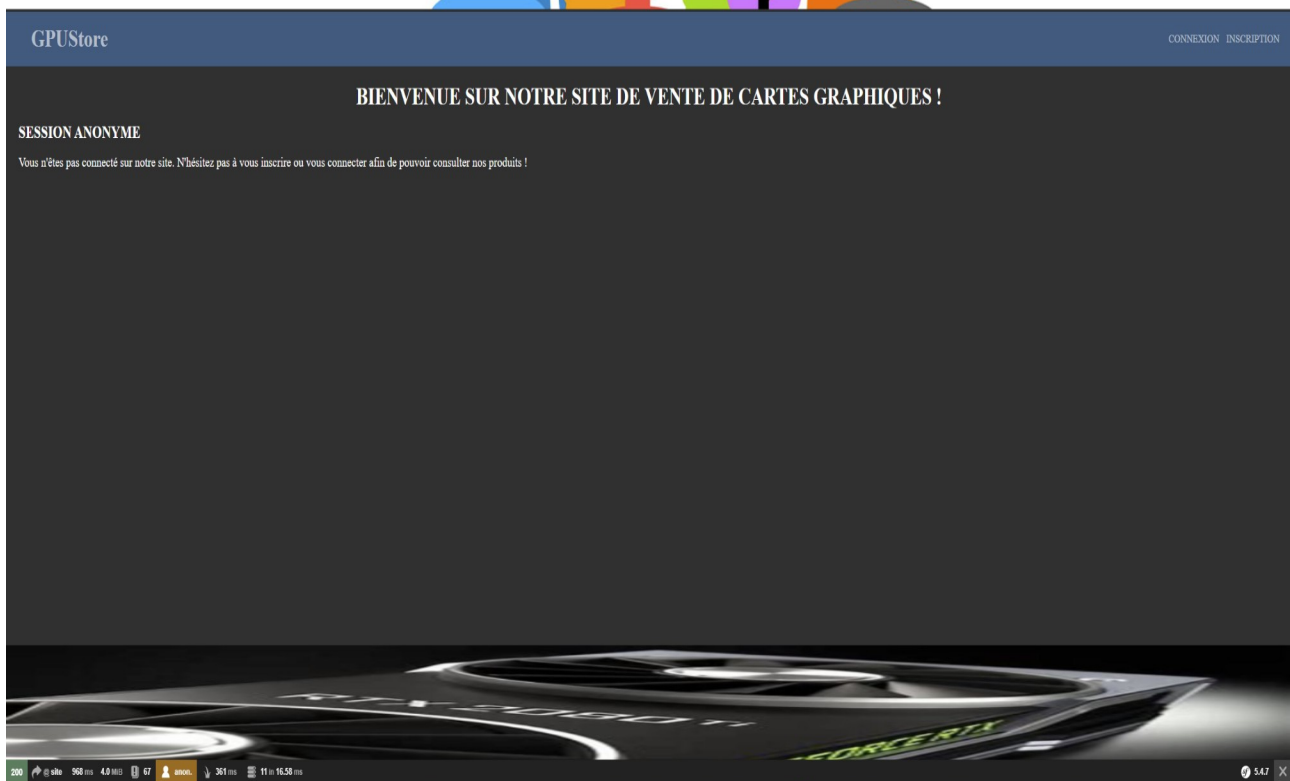 GPUStore
CONNEXION INSCRIPTION
BIENVENUE SUR NOTRE SITE DE VENTE DE CARTES GRAPHIQUES !
SESSION ANONYME
Vous n'êtes pas connecté sur notre site. N'hésitez pas à vous inscrire ou vous connecter afin de pouvoir consulter nos produits !
RTX 2080 Ti
FORCE RTX
200 @ site 968 ms 4.0 MiB 67 anon. 361 ms 11 in 16.58 ms
5.4.7 X